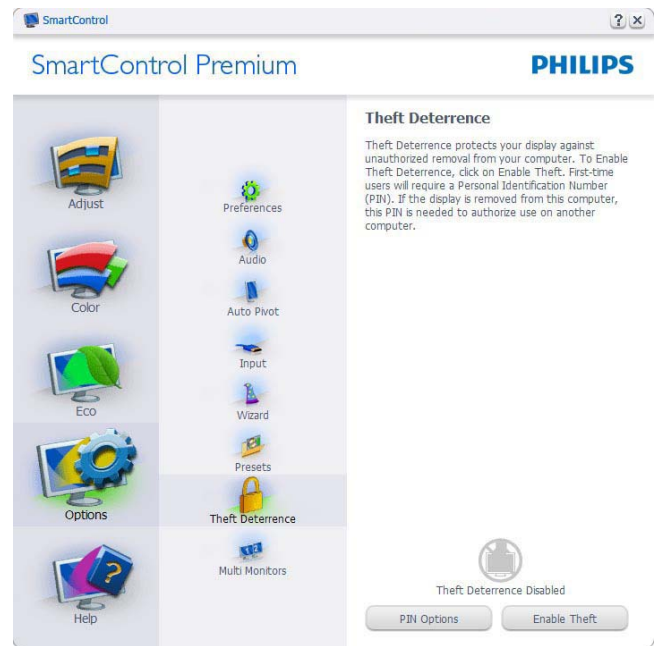 SmartControl
? x
SmartControl Premium
PHILIPS
Adjust
Color
Eco
Options
Help
Preferences
Audio
Auto Pivot
Input
Wizard
Presets
Theft Deterrence
Multi Monitors
Theft Deterrence
Theft Deterrence protects your display against
unauthorized removal from your computer. To Enable
Theft Deterrence, click on Enable Theft. First-time
users will require a Personal Identification Number
(PIN). If the display is removed from this computer,
this PIN is needed to authorize use on another
computer.
Theft Deterrence Disabled
PIN Options
Enable Theft